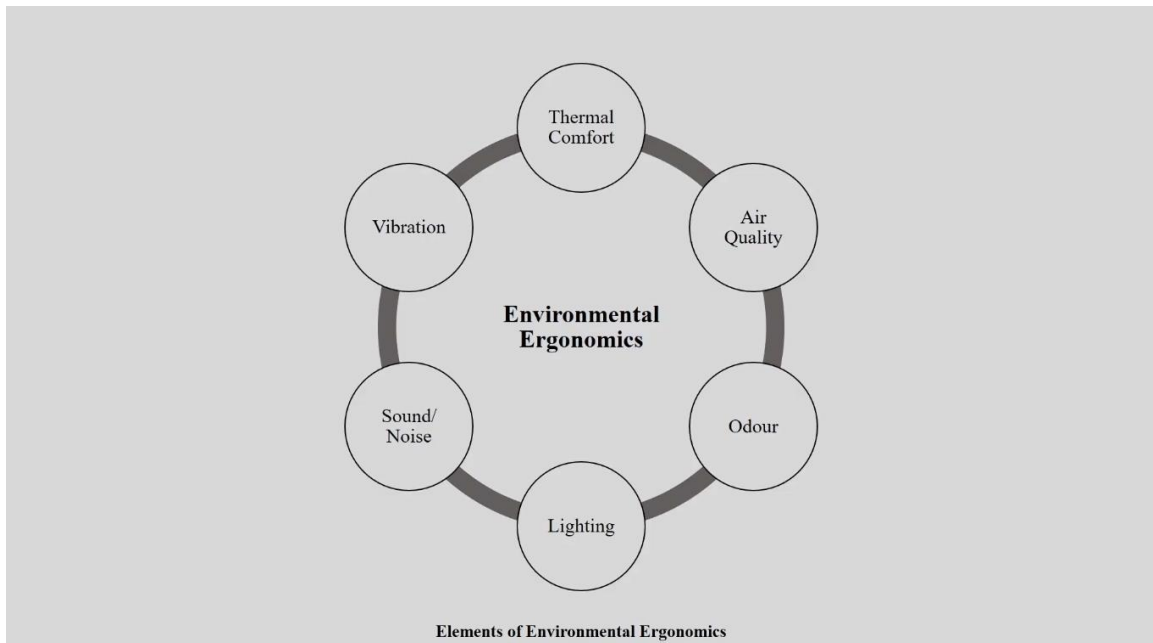 Thermal
Comfort
Air
Quality
Vibration
Environmental
Ergonomics
Sound/
Noise
Odour
Lighting
Elements of Environmental Ergonomics